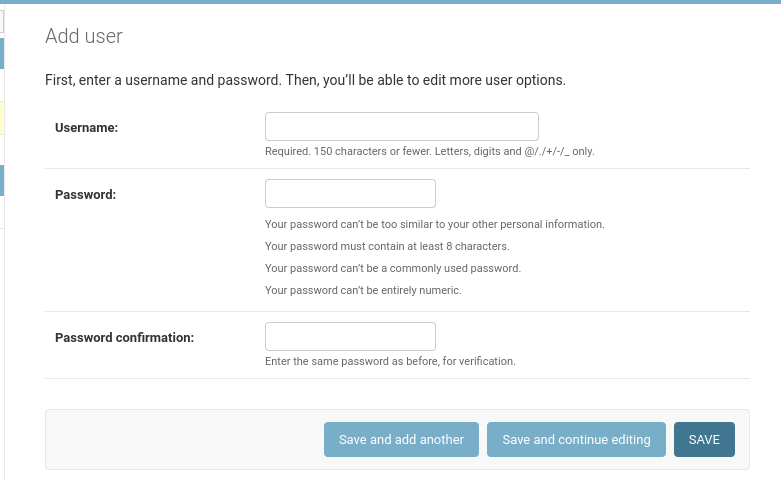 Add user
First, enter a username and password. Then, you’ll be able to edit more user options.
Username:
Required. 150 characters or fewer. Letters, digits and @/./+/-/_ only.
Password:
Your password can’t be too similar to your other personal information.
Your password must contain at least 8 characters.
Your password can’t be a commonly used password.
Your password can’t be entirely numeric.
Password confirmation:
Enter the same password as before, for verification.
Save and add another
Save and continue editing
SAVE